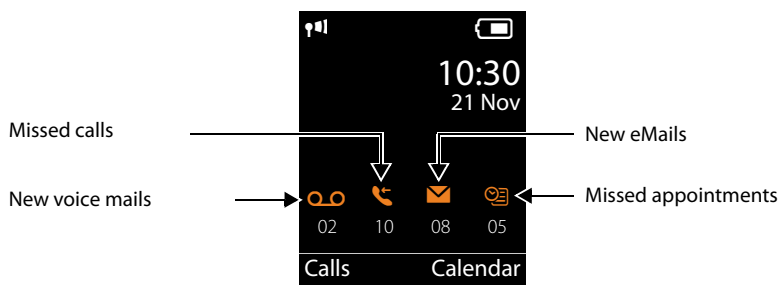 10:30
21 Nov
Missed calls
New eMails
New voice mails
Missed appointments
02 10 08 05
Calls Calendar